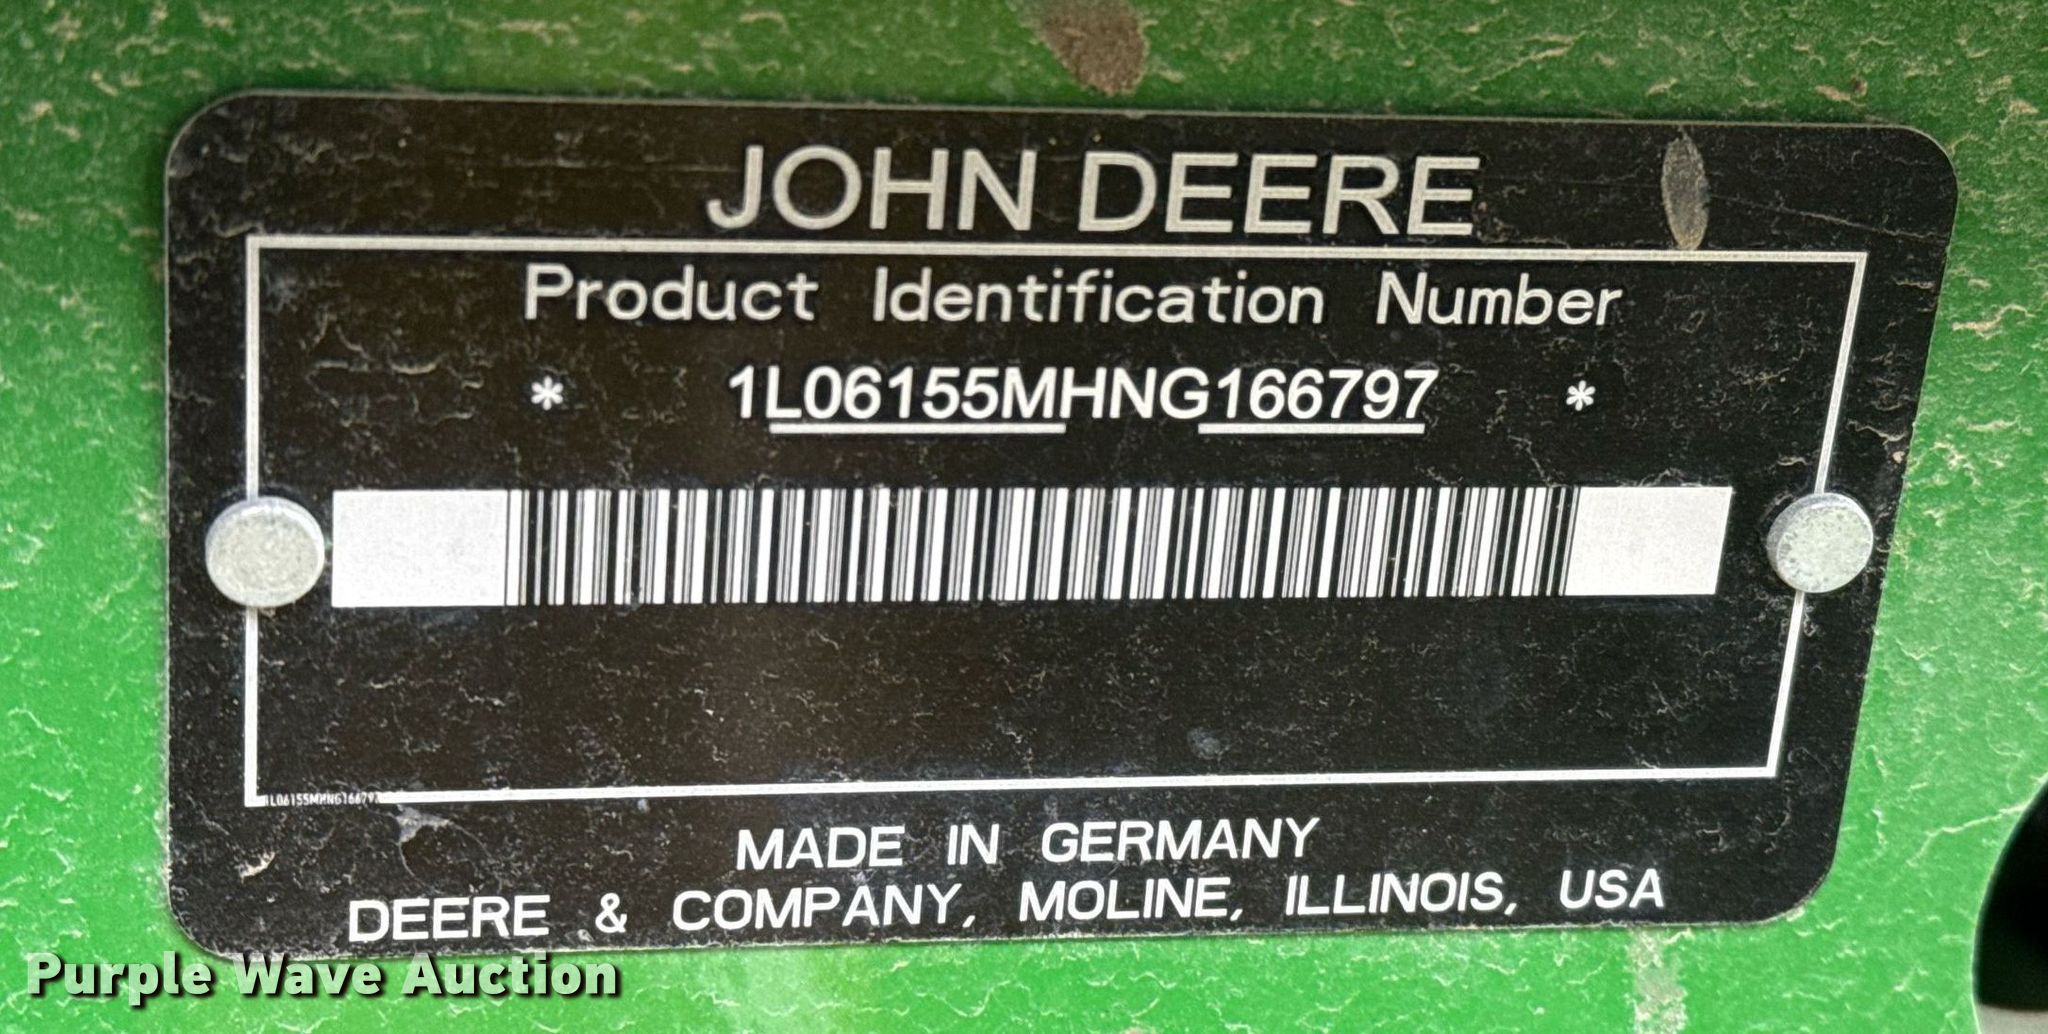 JOHN DEERE
Product Identification Number
* 1L06155MHNG166797 *
1L06155MHNG166797
MADE IN GERMANY
DEERE & COMPANY, MOLINE, ILLINOIS, USA
Purple Wave Auction